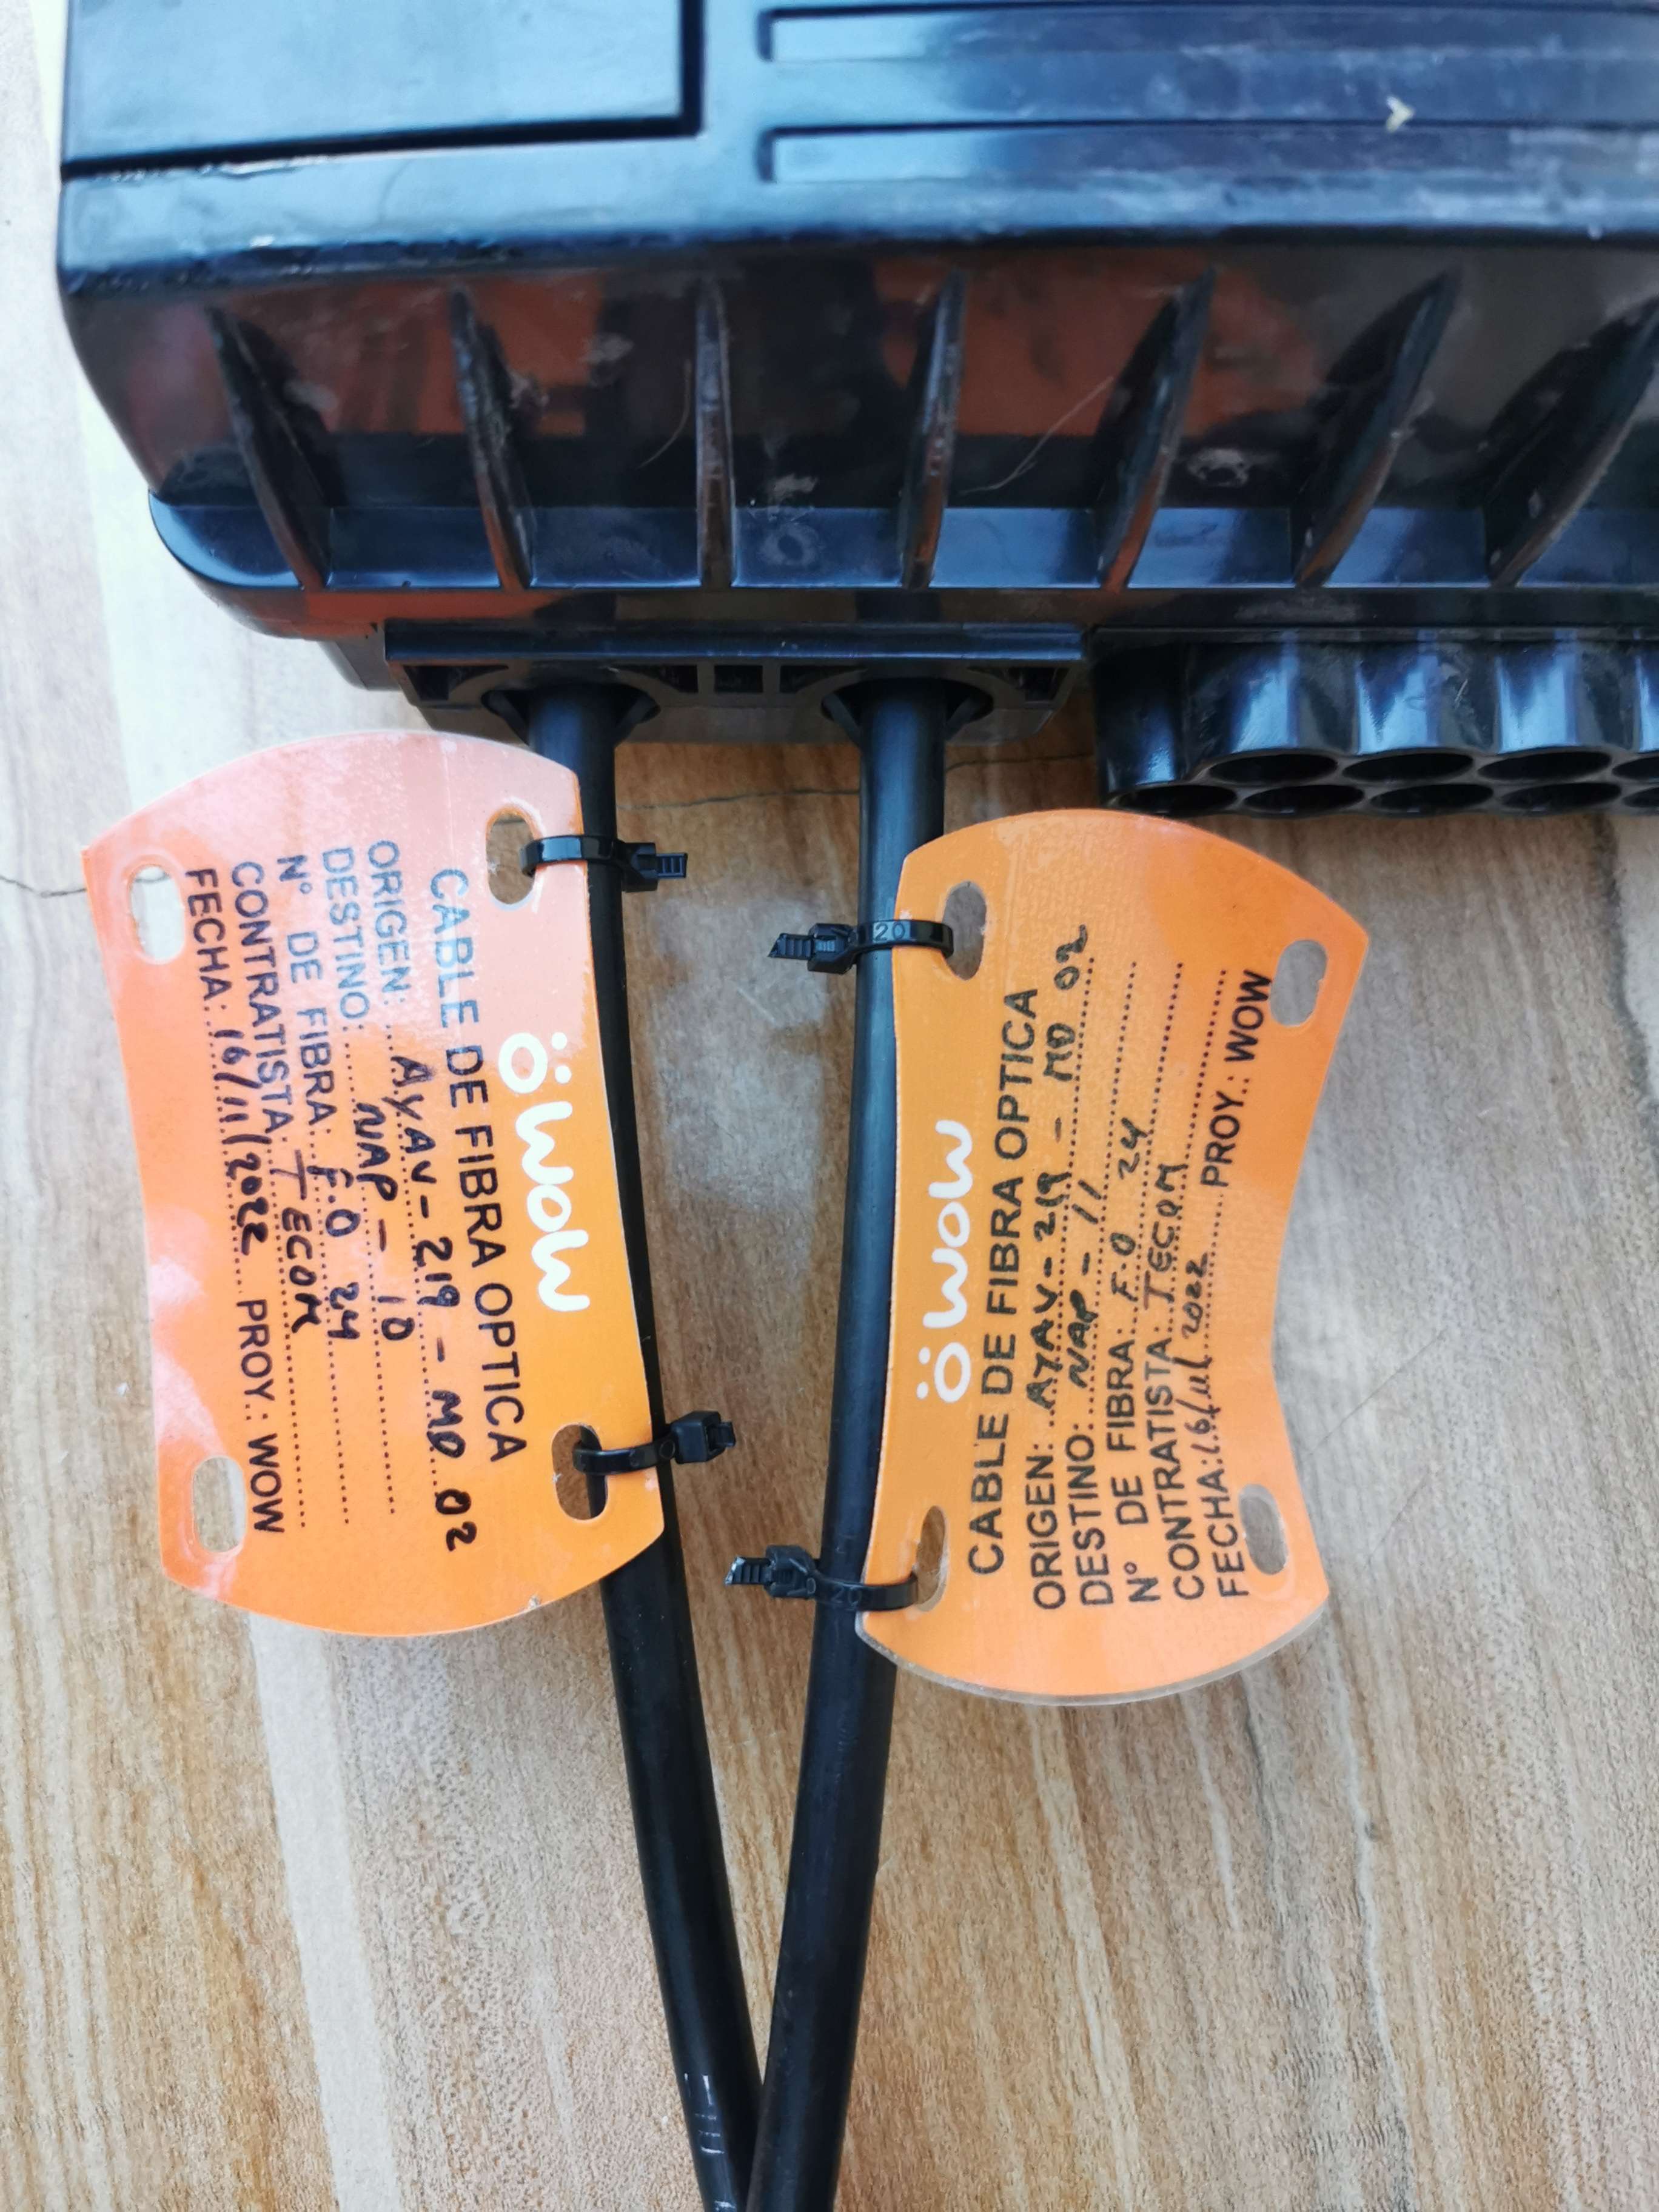 wow
CABLE DE FIBRA OPTICA
ORIGEN: AYAV-219-MD 02
DESTINO: NAP-10
N° DE FIBRA: F.O 24
CONTRATISTA: TECOM
FECHA: 16/11/2022 PROY.: WOW
wow
CABLE DE FIBRA OPTICA
ORIGEN: AYAV-219-MD 02
DESTINO: NAP-11
N° DE FIBRA: F.O 24
CONTRATISTA: TECOM
FECHA: 16/11/2022 PROY.: WOW
20
20